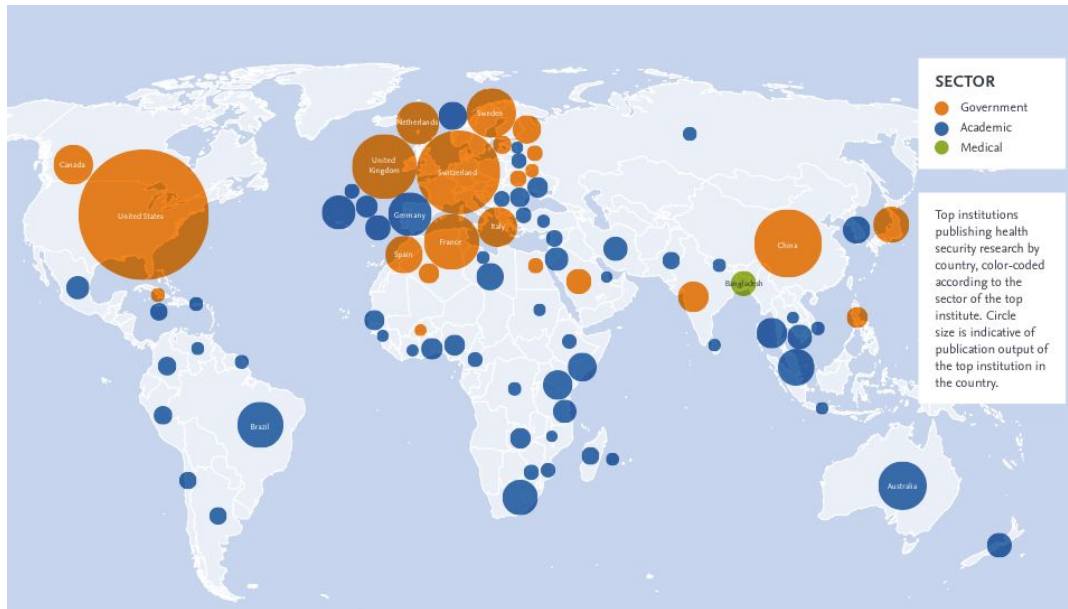 SECTOR
Government
Academic
Medical
Top institutions
publishing health
security research by
country, color-coded
according to the
sector of the top
institute. Circle
size is indicative of
publication output of
the top institution in
the country.
Netherlands
Sweden
Canada
United
Kingdom
Switzerland
United States
Germany
Italy
France
Spain
China
Bangladesh
Brazil
Australia